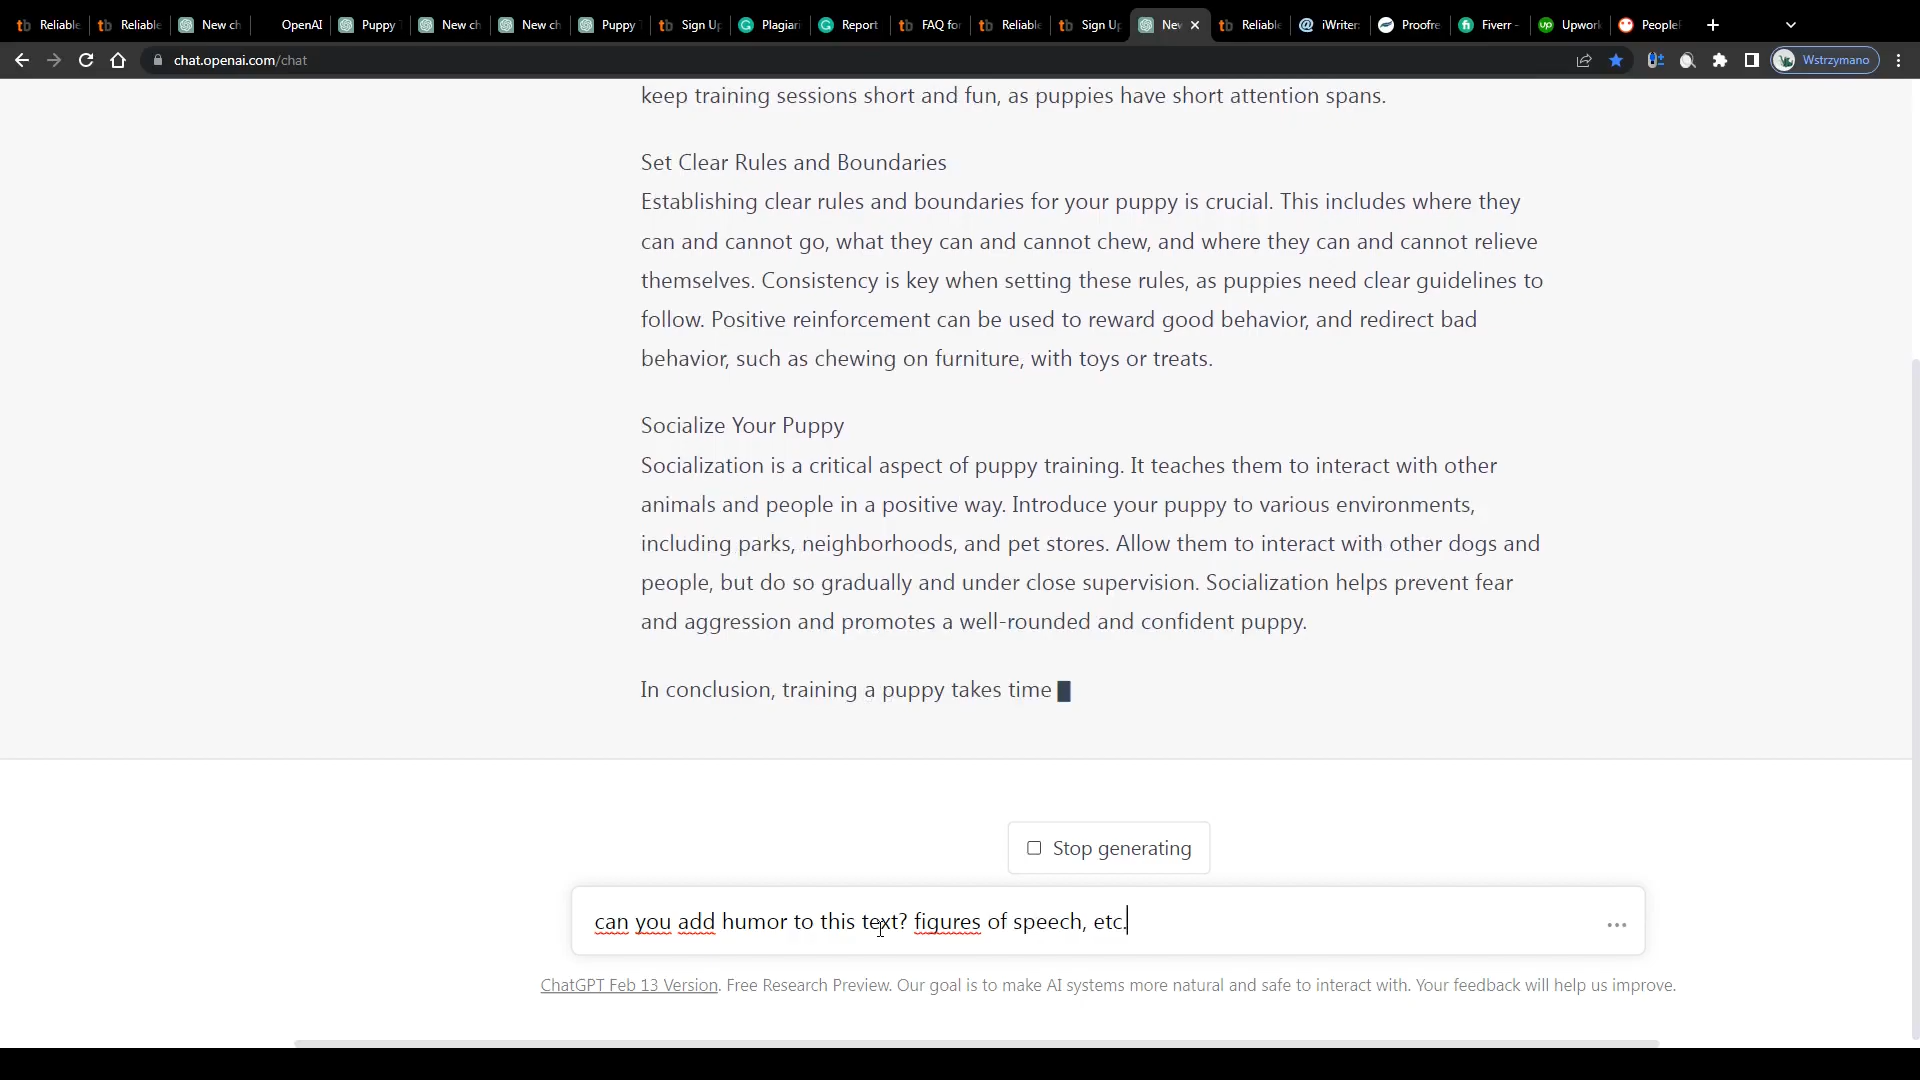 Reliable
Reliable
New ch
OpenAI
Puppy T
New ch
New ch
Puppy
Sign Up
Plagiari
Report
FAQ for
Reliable
Sign Up
New
Reliable
iWriter:
Proofre
Fiverr -
Upwork
PeopleP
chat.openai.com/chat
Wstrzymano
keep training sessions short and fun, as puppies have short attention spans.
Set Clear Rules and Boundaries
Establishing clear rules and boundaries for your puppy is crucial. This includes where they
can and cannot go, what they can and cannot chew, and where they can and cannot relieve
themselves. Consistency is key when setting these rules, as puppies need clear guidelines to
follow. Positive reinforcement can be used to reward good behavior, and redirect bad
behavior, such as chewing on furniture, with toys or treats.
Socialize Your Puppy
Socialization is a critical aspect of puppy training. It teaches them to interact with other
animals and people in a positive way. Introduce your puppy to various environments,
including parks, neighborhoods, and pet stores. Allow them to interact with other dogs and
people, but do so gradually and under close supervision. Socialization helps prevent fear
and aggression and promotes a well-rounded and confident puppy.
In conclusion, training a puppy takes time
Stop generating
can you add humor to this text? figures of speech, etc.
ChatGPT Feb 13 Version. Free Research Preview. Our goal is to make AI systems more natural and safe to interact with. Your feedback will help us improve.